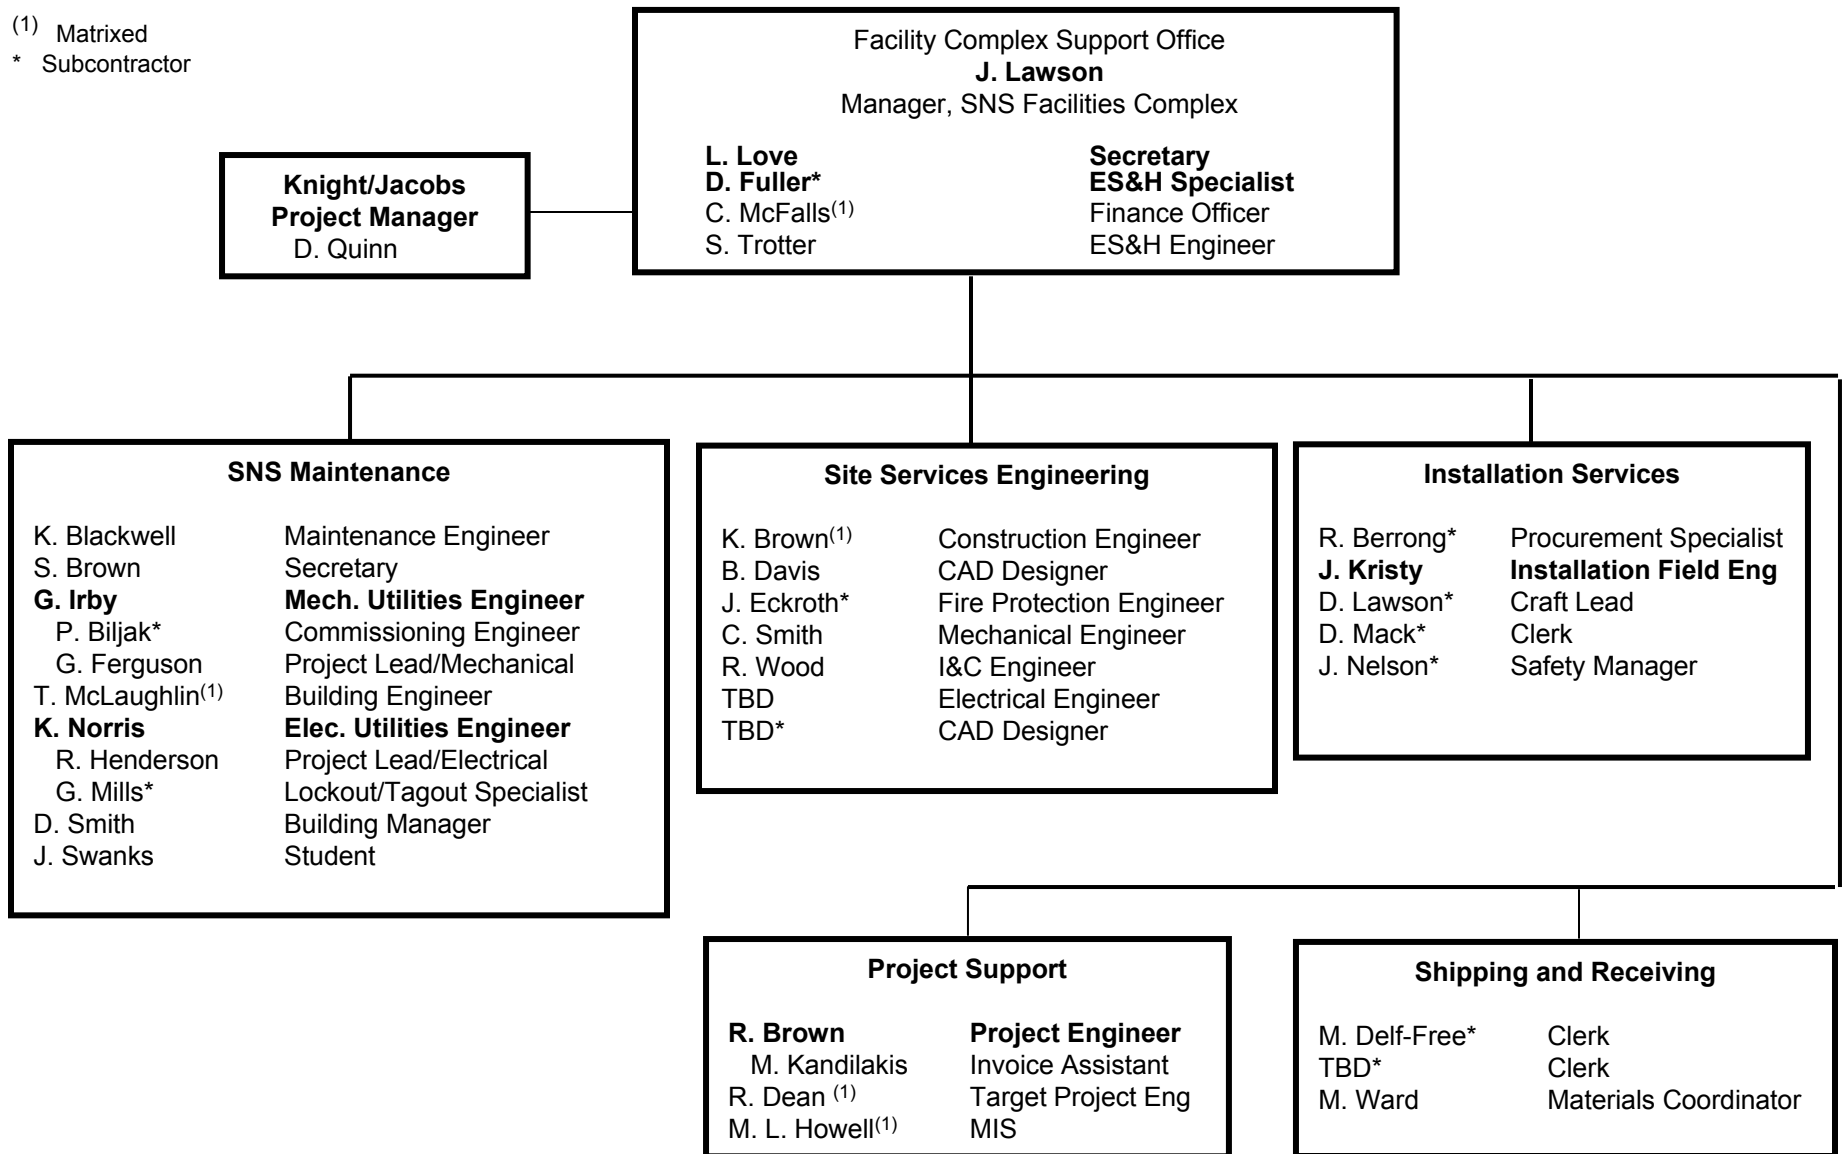 (1) Matrixed
* Subcontractor
Facility Complex Support Office
J. Lawson
Manager, SNS Facilities Complex
L. Love Secretary
D. Fuller* ES&H Specialist
C. McFalls(1) Finance Officer
S. Trotter ES&H Engineer
Knight/Jacobs
Project Manager
D. Quinn
SNS Maintenance
K. Blackwell Maintenance Engineer
S. Brown Secretary
G. Irby Mech. Utilities Engineer
P. Biljak* Commissioning Engineer
G. Ferguson Project Lead/Mechanical
T. McLaughlin(1) Building Engineer
K. Norris Elec. Utilities Engineer
R. Henderson Project Lead/Electrical
G. Mills* Lockout/Tagout Specialist
D. Smith Building Manager
J. Swanks Student
Site Services Engineering
K. Brown(1) Construction Engineer
B. Davis CAD Designer
J. Eckroth* Fire Protection Engineer
C. Smith Mechanical Engineer
R. Wood I&C Engineer
TBD Electrical Engineer
TBD* CAD Designer
Installation Services
R. Berrong* Procurement Specialist
J. Kristy Installation Field Eng
D. Lawson* Craft Lead
D. Mack* Clerk
J. Nelson* Safety Manager
Project Support
R. Brown Project Engineer
M. Kandilakis Invoice Assistant
R. Dean (1) Target Project Eng
M. L. Howell(1) MIS
Shipping and Receiving
M. Delf-Free* Clerk
TBD* Clerk
M. Ward Materials Coordinator